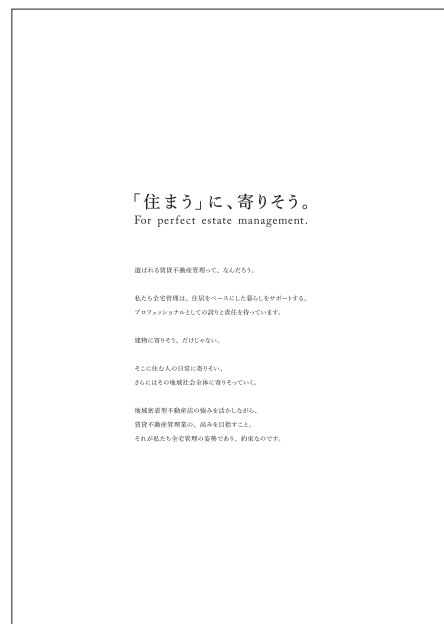 「住まう」に、寄りそう。
For perfect estate management.
選ばれる賃貸不動産管理って、なんだろう。
私たち全宅管理は、住居をベースにした暮らしをサポートする、
プロフェッショナルとしての誇りと責任を持っています。
建物に寄りそう、だけじゃない。
そこに住む人の日常に寄りそい、
さらにはその地域社会全体に寄りそっていく。
地域密着型不動産店の強みを活かしながら、
賃貸不動産管理業の、高みを目指すこと。
それが私たち全宅管理の姿勢であり、約束なのです。